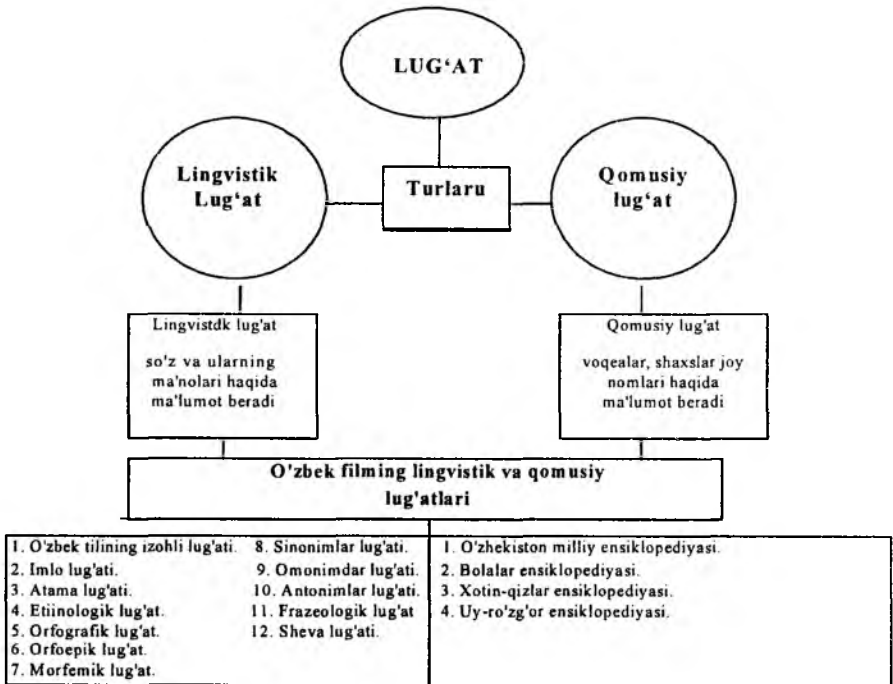 LUG‘AT
Lingvistik
Lug‘at
Turlaru
Qomusiy
lug‘at
Lingvistdk lug'at
so'z va ularning
ma'nolari haqida
ma'lumot beradi
Qomusiy lug'at
voqealar, shaxslar joy
nomlari haqida
ma'lumot beradi
O'zbek filming lingvistik va qomusiy
lug'atlari
1. O'zbek tilining izohli lug'ati.
2. Imlo lug'ati.
3. Atama lug'ati.
4. Etiinologik lug'at.
5. Orfografik lug'at.
6. Orfoepik lug'at.
7. Morfemik lug'at.
8. Sinonimlar lug'ati.
9. Omonimdar lug'ati.
10. Antonimlar lug'ati.
11. Frazeologik lug'at
12. Sheva lug'ati.
1. O'zhekiston milliy ensiklopediyasi.
2. Bolalar ensiklopediyasi.
3. Xotin-qizlar ensiklopediyasi.
4. Uy-ro'zg'or ensiklopediyasi.